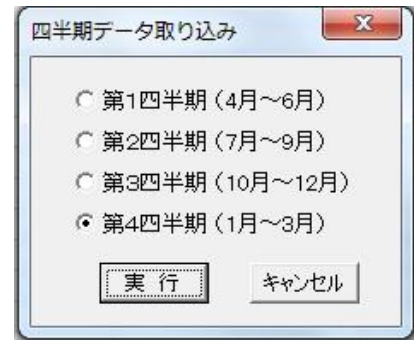 四半期データ取り込み
第1四半期(4月～6月)
第2四半期(7月～9月)
第3四半期(10月～12月)
第4四半期(1月～3月)
実 行 キャンセル